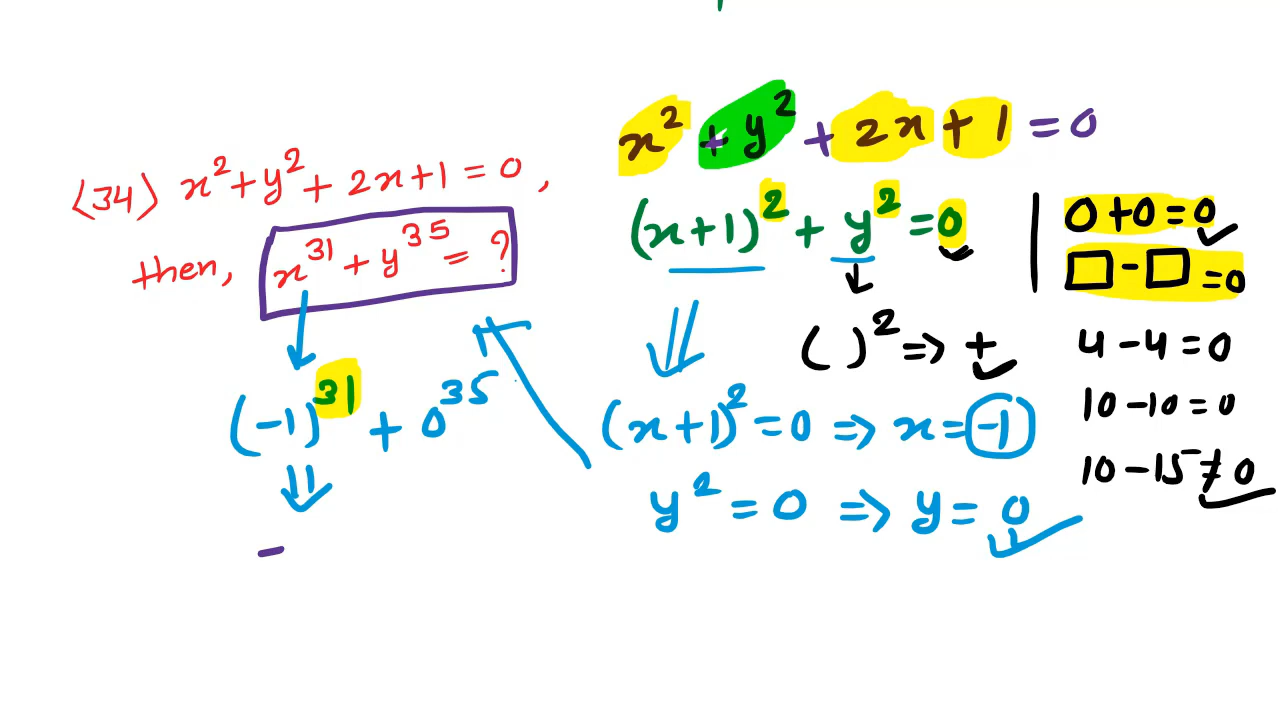 ⟨34⟩ x² + y² + 2x + 1 = 0 ,
then, x³¹ + y³⁵ = ?
(-1)³¹ + 0³⁵
-
x² + y² + 2x + 1 = 0
(x+1)² + y² = 0
( )² => +
(x+1)² = 0 => x = -1
y² = 0 => y = 0
0 + 0 = 0
□ - □ = 0
4 - 4 = 0
10 - 10 = 0
10 - 15 ≠ 0